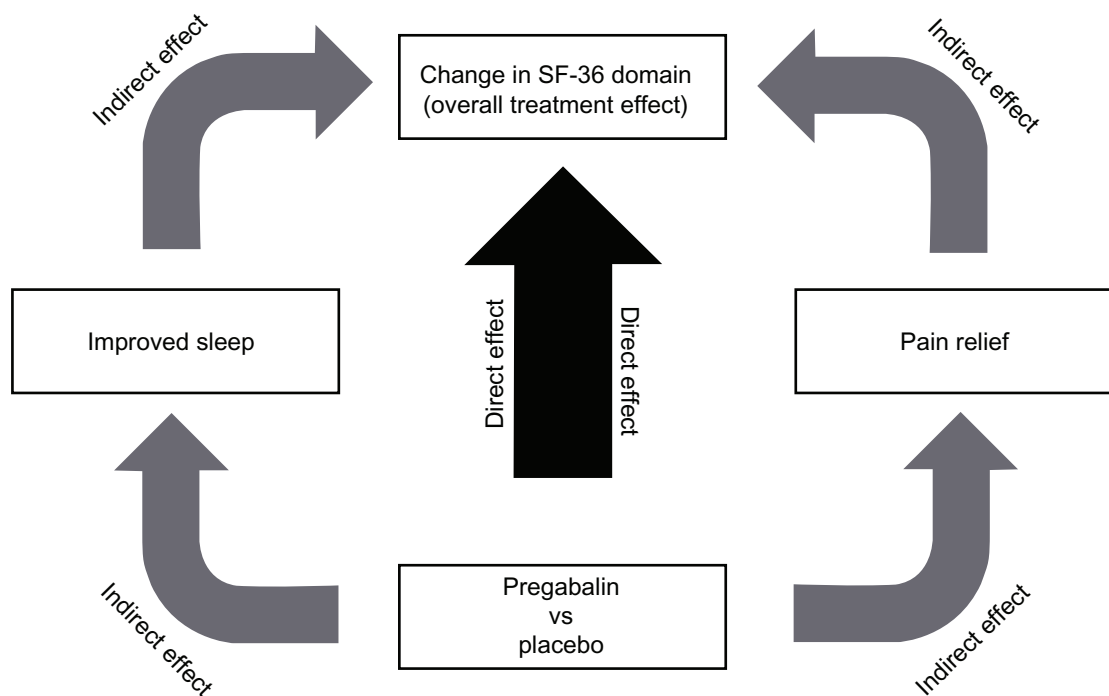 Indirect effect
Change in SF-36 domain
(overall treatment effect)
Indirect effect
Improved sleep
Direct effect
Direct effect
Pain relief
Indirect effect
Pregabalin
vs
placebo
Indirect effect